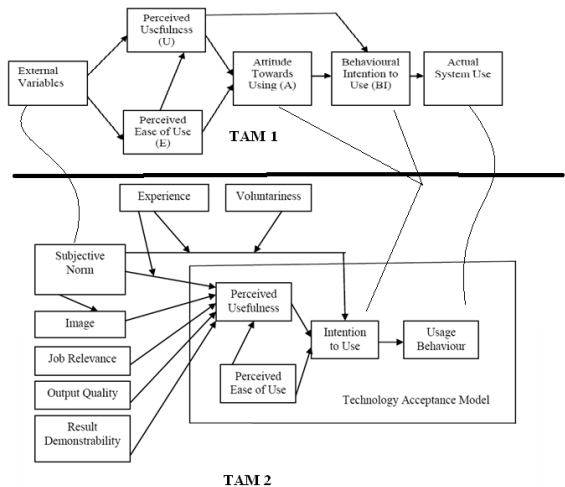 Perceived
Usefulness
(U)
External
Variables
Attitude
Towards
Using (A)
Behavioural
Intention to
Use (BI)
Actual
System Use
Perceived
Ease of Use
(E)
TAM 1
Experience
Voluntariness
Subjective
Norm
Image
Job Relevance
Output Quality
Result
Demonstrability
Perceived
Usefulness
Intention
to Use
Usage
Behaviour
Perceived
Ease of Use
Technology Acceptance Model
TAM 2